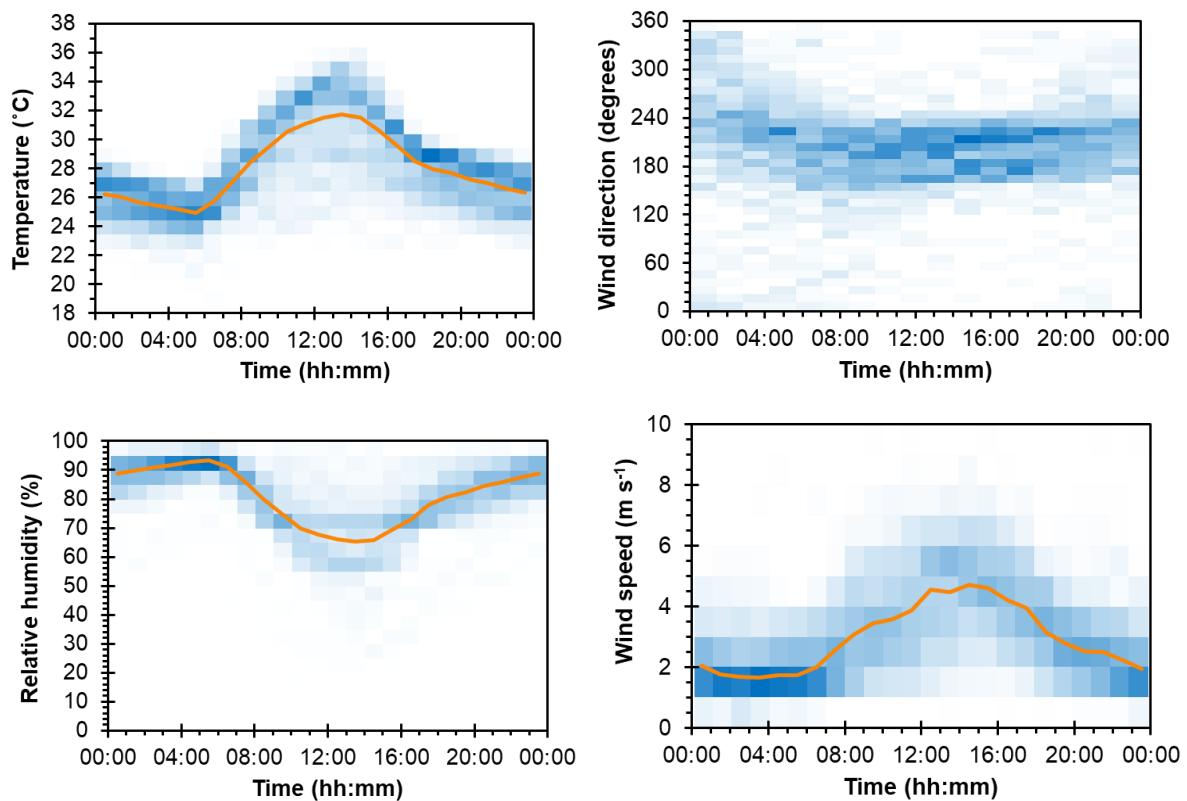 38
36
34
32
30
28
26
24
22
20
18
Temperature (°C)
00:00 04:00 08:00 12:00 16:00 20:00 00:00
Time (hh:mm)
360
300
240
180
120
60
0
Wind direction (degrees)
00:00 04:00 08:00 12:00 16:00 20:00 00:00
Time (hh:mm)
100
90
80
70
60
50
40
30
20
10
0
Relative humidity (%)
00:00 04:00 08:00 12:00 16:00 20:00 00:00
Time (hh:mm)
10
8
6
4
2
0
Wind speed (m s⁻¹)
00:00 04:00 08:00 12:00 16:00 20:00 00:00
Time (hh:mm)